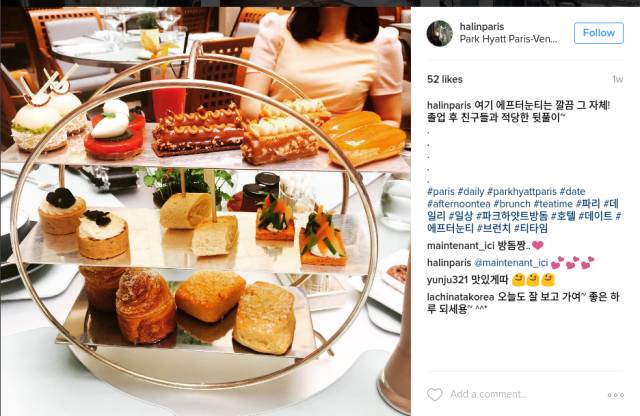 halinparis
Park Hyatt Paris-Ven...
Follow
52 likes
1w
halinparis 여기 에프터눈티는 깔끔 그 자체!
졸업 후 친구들과 적당한 뒷풀이~
.
.
.
.
.
#paris #daily #parkhyattparis #date
#afternoontea #brunch #teatime #파리 #데
일리 #일상 #파크하얏트방돔 #호텔 #데이트 #
에프터눈티 #브런치 #티타임
maintenant_ici 방돔짱..💗
halinparis @maintenant_ici 💕💕💕
yunju321 맛있게따 🤗🤗🤗
lachinatakorea 오늘도 잘 보고 가여~ 좋은 하
루 되세용~ ^^*
Add a comment...